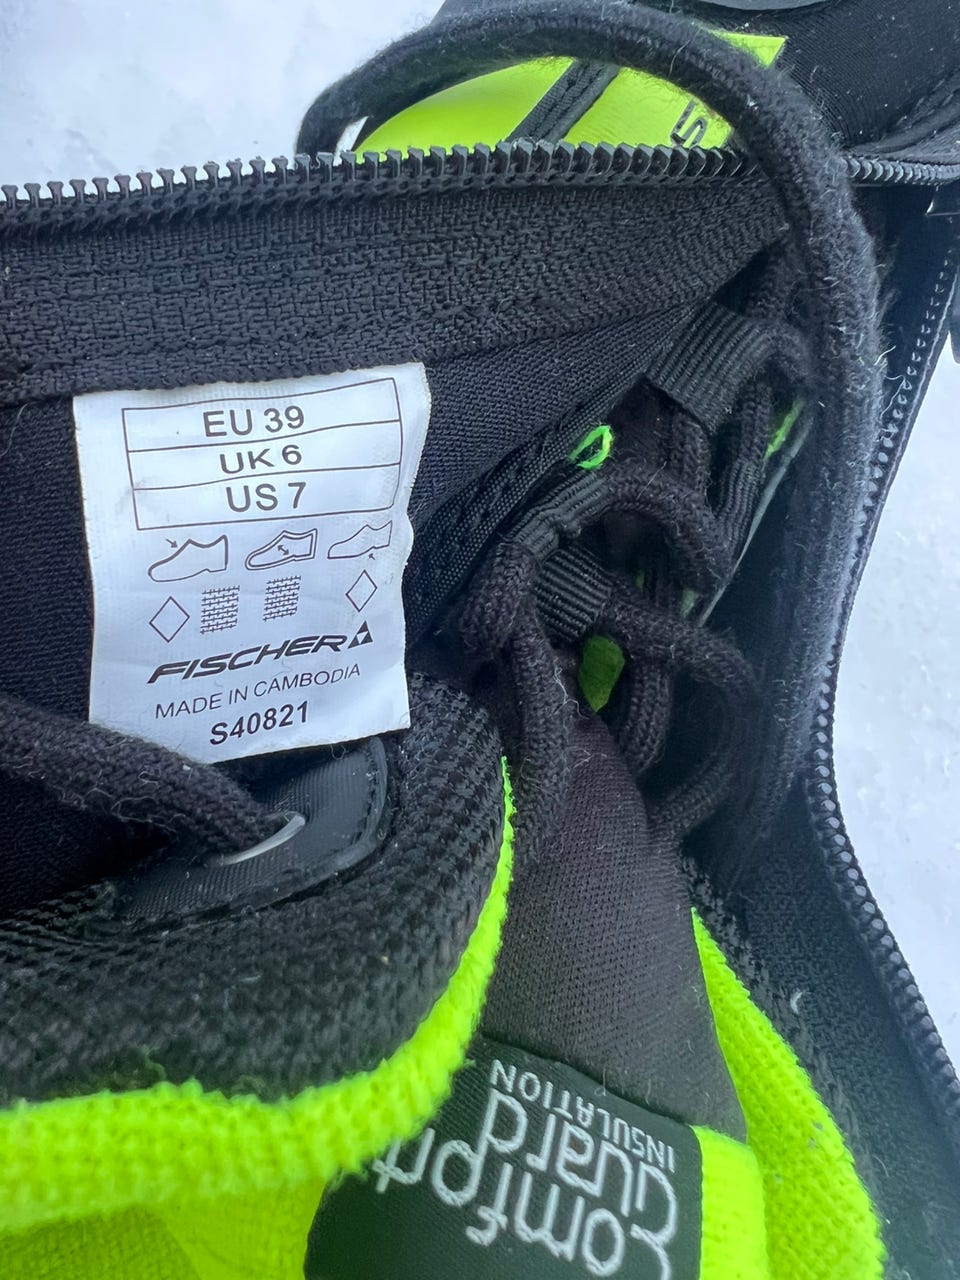 EU 39
UK 6
US 7
FISCHER
MADE IN CAMBODIA
S40821
Comfort
Guard
INSULATION